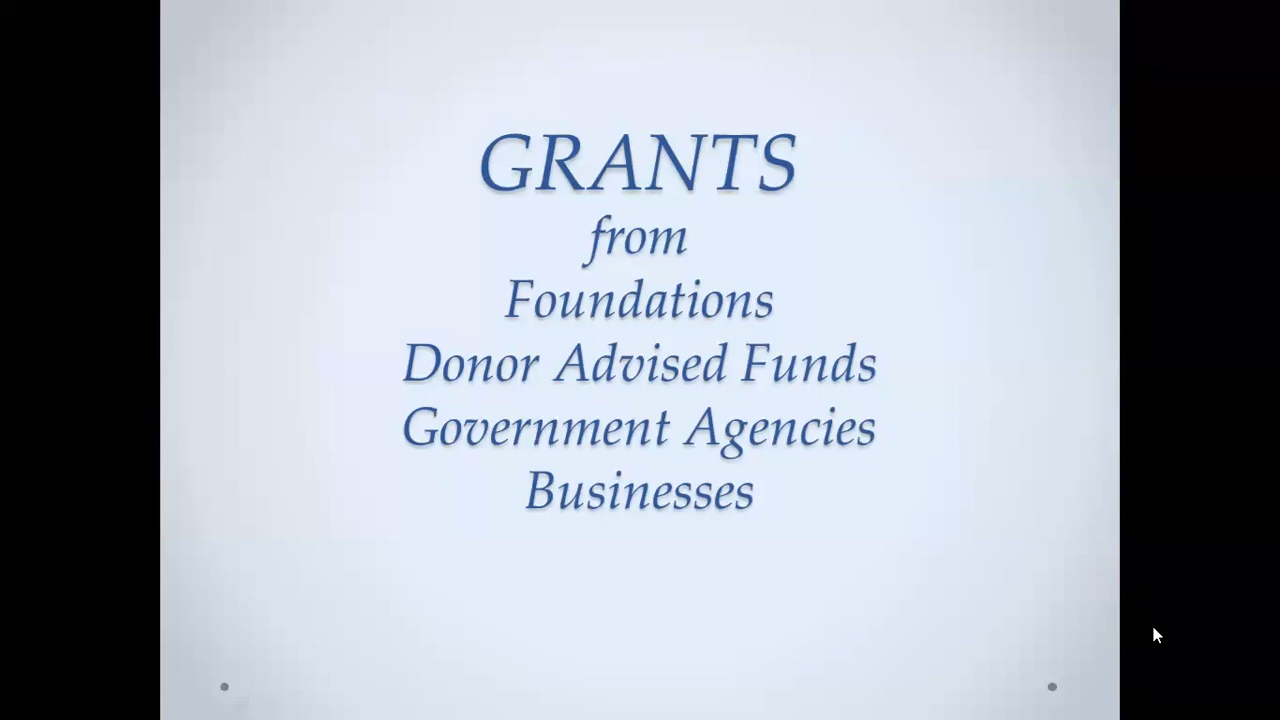 GRANTS
from
Foundations
Donor Advised Funds
Government Agencies
Businesses